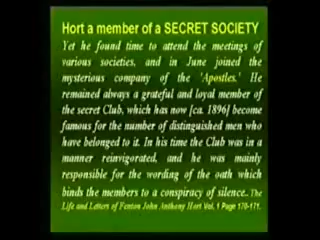 Hort a member of a SECRET SOCIETY
Yet he found time to attend the meetings of
various societies, and in June joined the
mysterious company of the 'Apostles.' He
remained always a grateful and loyal member of
the secret Club, which has now [ca. 1896] become
famous for the number of distinguished men who
have belonged to it. In his time the Club was in a
manner reinvigorated, and he was mainly
responsible for the wording of the oath which
binds the members to a conspiracy of silence.. The
Life and Letters of Fenton John Anthony Hort Vol. 1 Page 170-171.